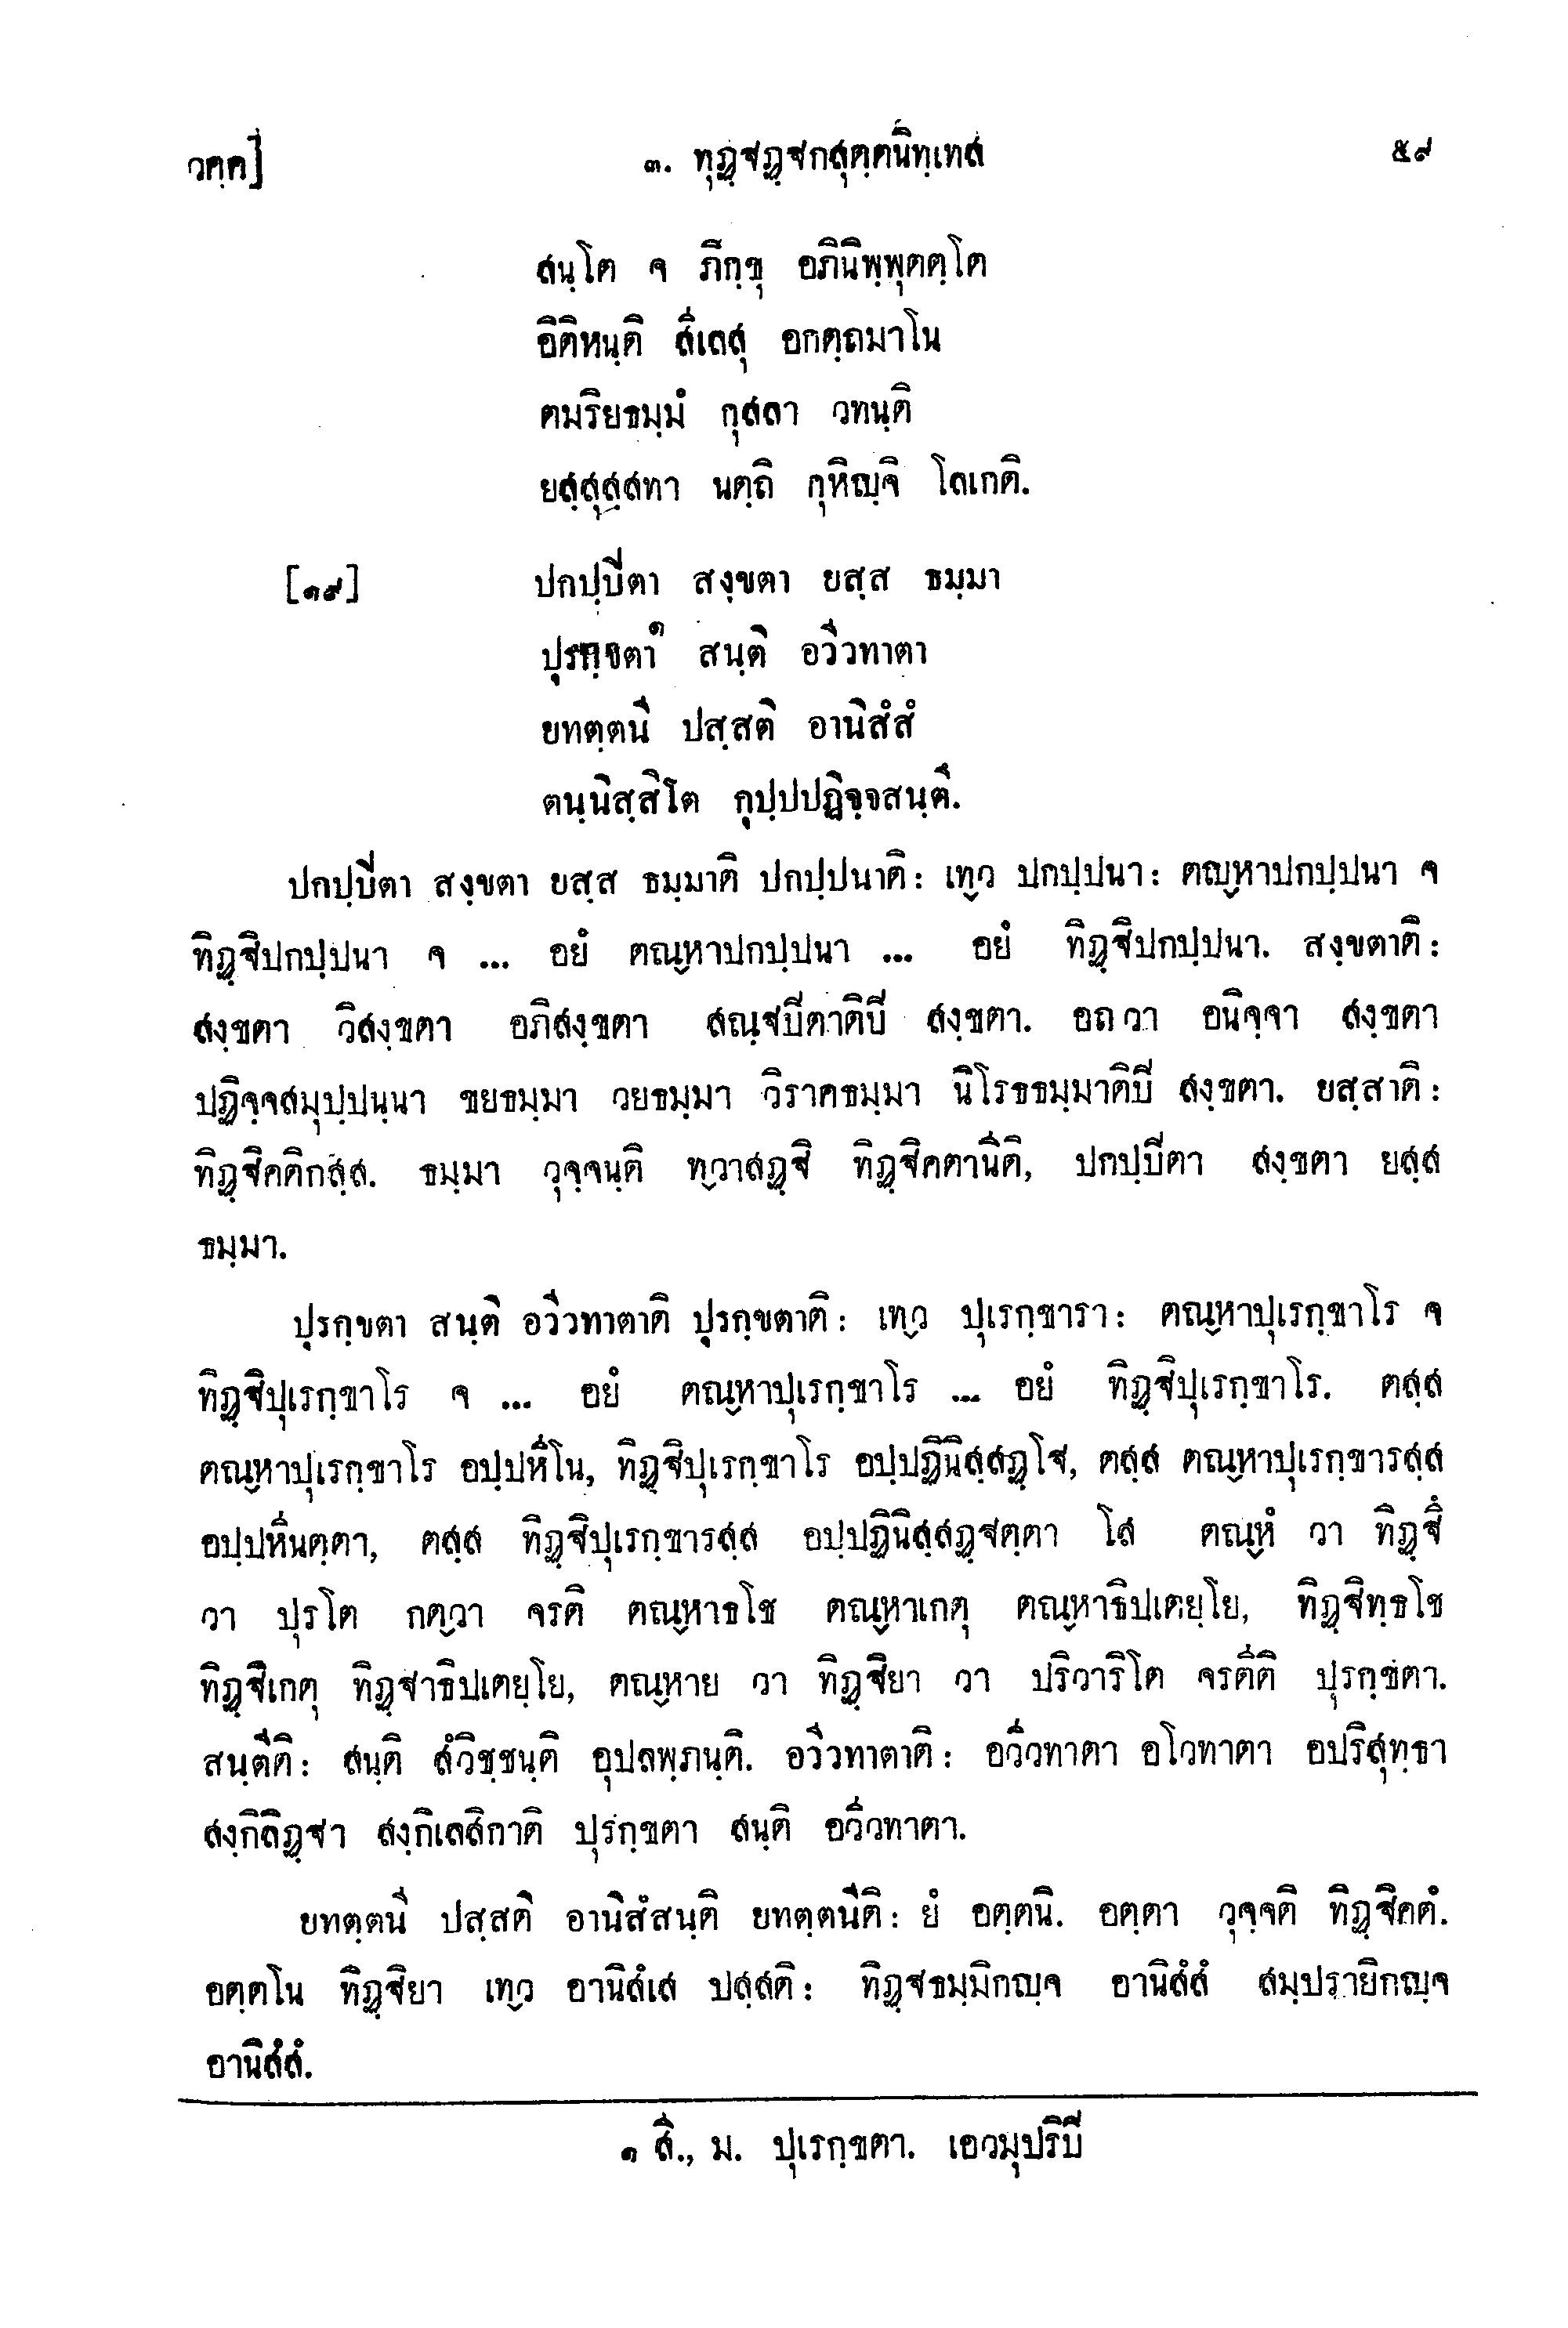 วคฺค]
๓. ทุฏฺฐฏฺฐกสุตฺตนิทฺเทส
๕๙
สนฺโต จ ภิกฺขุ อภินิพฺพุตตฺโต
อิติหนฺติ สีเลสุ อกตฺถมาโน
ตมริยธมฺมํ กุสลา วทนฺติ
ยสฺสุสฺสทา นตฺถิ กุหิญฺจิ โลเกติ.
[๑๙]
ปกปฺปิตา สงฺขตา ยสฺส ธมฺมา
ปุรกฺขตา๑ สนฺติ อวีวทาตา
ยทตฺตนิ ปสฺสติ อานิสํสํ
ตนฺนิสฺสิโต กุปฺปปฏิจฺจสนฺตึ.
ปกปฺปิตา สงฺขตา ยสฺส ธมฺมาติ ปกปฺปนาติ: เทฺว ปกปฺปนา: ตณฺหาปกปฺปนา จ
ทิฏฺฐิปกปฺปนา จ ... อยํ ตณฺหาปกปฺปนา ... อยํ ทิฏฺฐิปกปฺปนา. สงฺขตาติ:
สงฺขตา วิสงฺขตา อภิสงฺขตา สณฺฐปิตาติปิ สงฺขตา. อถวา อนิจฺจา สงฺขตา
ปฏิจฺจสมุปฺปนฺนา ขยธมฺมา วยธมฺมา วิราคธมฺมา นิโรธธมฺมาติปิ สงฺขตา. ยสฺสาติ:
ทิฏฺฐิคติกสฺส. ธมฺมา วุจฺจนฺติ ทฺวาสฏฺฐิ ทิฏฺฐิคตานีติ, ปกปฺปิตา สงฺขตา ยสฺส
ธมฺมา.
ปุรกฺขตา สนฺติ อวีวทาตาติ ปุรกฺขตาติ: เทฺว ปุเรกฺขารา: ตณฺหาปุเรกฺขาโร จ
ทิฏฺฐิปุเรกฺขาโร จ ... อยํ ตณฺหาปุเรกฺขาโร ... อยํ ทิฏฺฐิปุเรกฺขาโร. ตสฺส
ตณฺหาปุเรกฺขาโร อปฺปหีโน, ทิฏฺฐิปุเรกฺขาโร อปฺปฏินิสฺสฏฺโฐ, ตสฺส ตณฺหาปุเรกฺขารสฺส
อปฺปหีนตฺตา, ตสฺส ทิฏฺฐิปุเรกฺขารสฺส อปฺปฏินิสฺสฏฺฐตฺตา โส ตณฺหํ วา ทิฏฺฐึ
วา ปุรโต กตฺวา จรติ ตณฺหาธโช ตณฺหาเกตุ ตณฺหาธิปเตยฺโย, ทิฏฺฐิทฺธโช
ทิฏฺฐิเกตุ ทิฏฺฐาธิปเตยฺโย, ตณฺหาย วา ทิฏฺฐิยา วา ปริวาริโต จรตีติ ปุรกฺขตา.
สนฺตีติ: สนฺติ สํวิชฺชนฺติ อุปลพฺภนฺติ. อวีวทาตาติ: อวีวทาตา อโวทาตา อปริสุทฺธา
สงฺกิลิฏฺฐา สงฺกิเลสิกาติ ปุรกฺขตา สนฺติ อวีวทาตา.
ยทตฺตนิ ปสฺสติ อานิสํสนฺติ ยทตฺตนีติ: ยํ อตฺตนิ. อตฺตา วุจฺจติ ทิฏฺฐิคตํ.
อตฺตโน ทิฏฺฐิยา เทฺว อานิสํเส ปสฺสติ: ทิฏฺฐธมฺมิกญฺจ อานิสํสํ สมฺปรายิกญฺจ
อานิสํสํ.
๑ สี., ม. ปุเรกฺขตา. เอวมุปริปิ